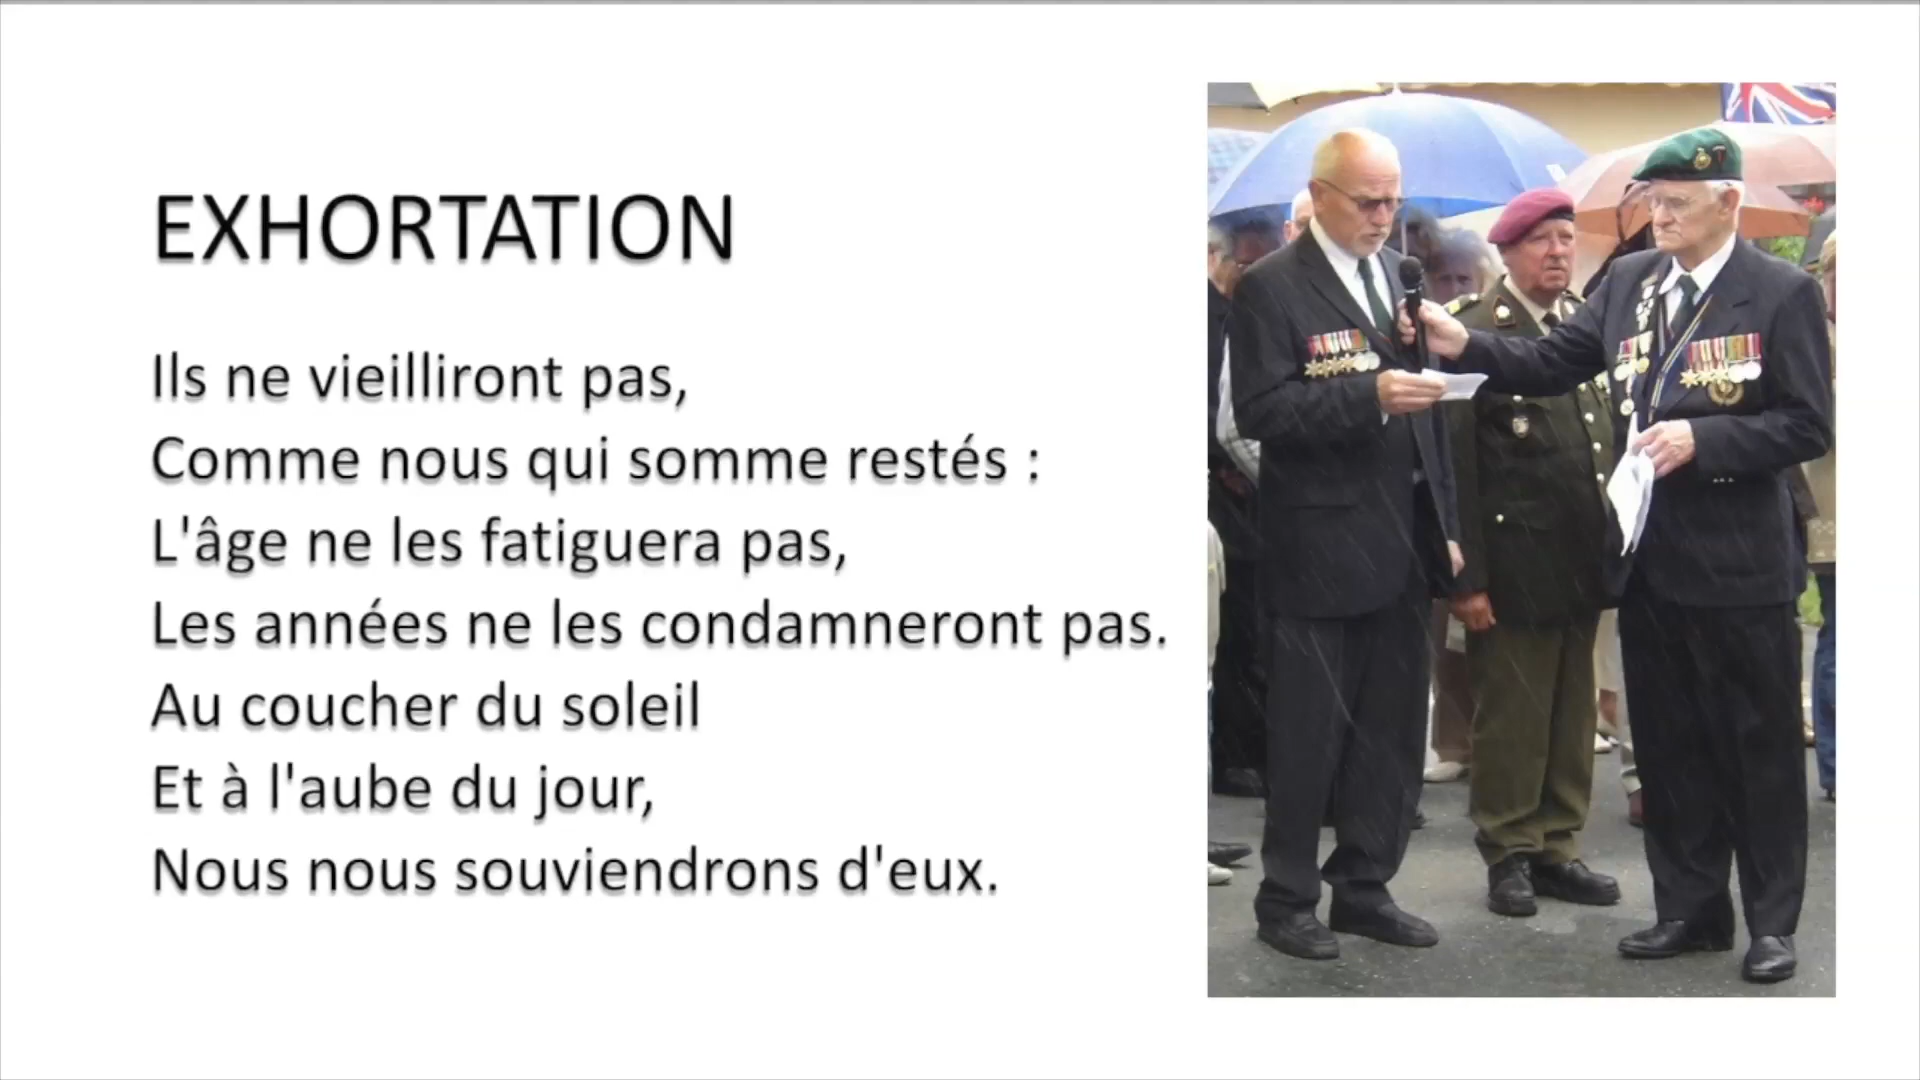 EXHORTATION
Ils ne vieilliront pas,
Comme nous qui somme restés :
L'âge ne les fatiguera pas,
Les années ne les condamneront pas.
Au coucher du soleil
Et à l'aube du jour,
Nous nous souviendrons d'eux.